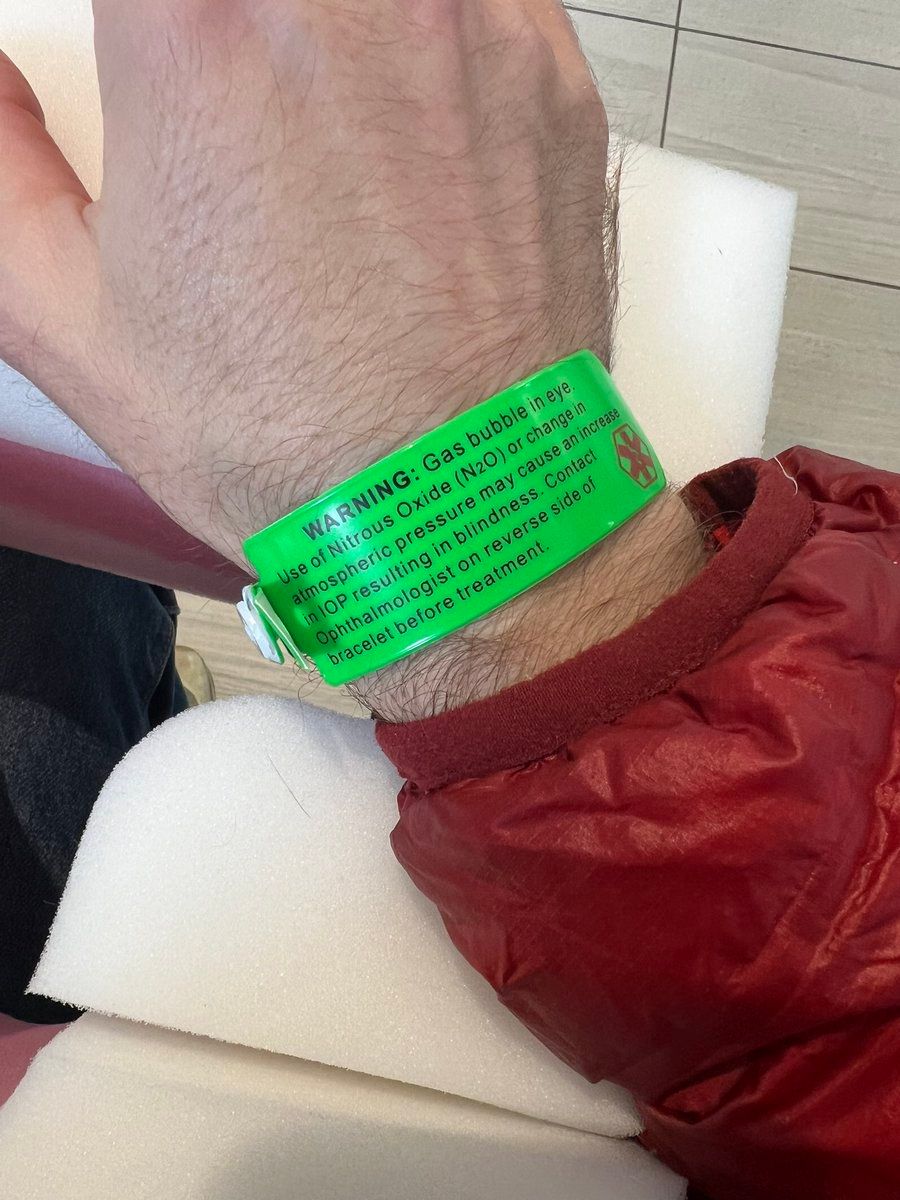 WARNING: Gas bubble in eye.
Use of Nitrous Oxide (N2O) or change in
atmospheric pressure may cause an increase
in IOP resulting in blindness. Contact
Ophthalmologist on reverse side of
bracelet before treatment.